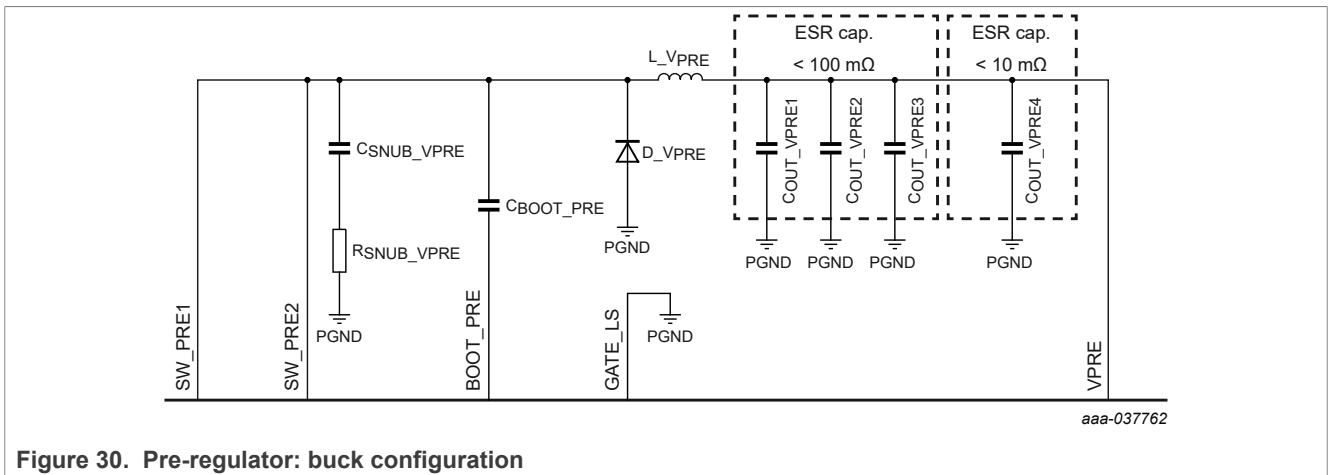 ESR cap.
< 100 mΩ
ESR cap.
< 10 mΩ
L_VPRE
CSNUB_VPRE
RSNUB_VPRE
PGND
CBOOT_PRE
D_VPRE
PGND
COUT_VPRE1
COUT_VPRE2
COUT_VPRE3
COUT_VPRE4
PGND
PGND
PGND
PGND
PGND
SW_PRE1
SW_PRE2
BOOT_PRE
GATE_LS
VPRE
aaa-037762
Figure 30. Pre-regulator: buck configuration